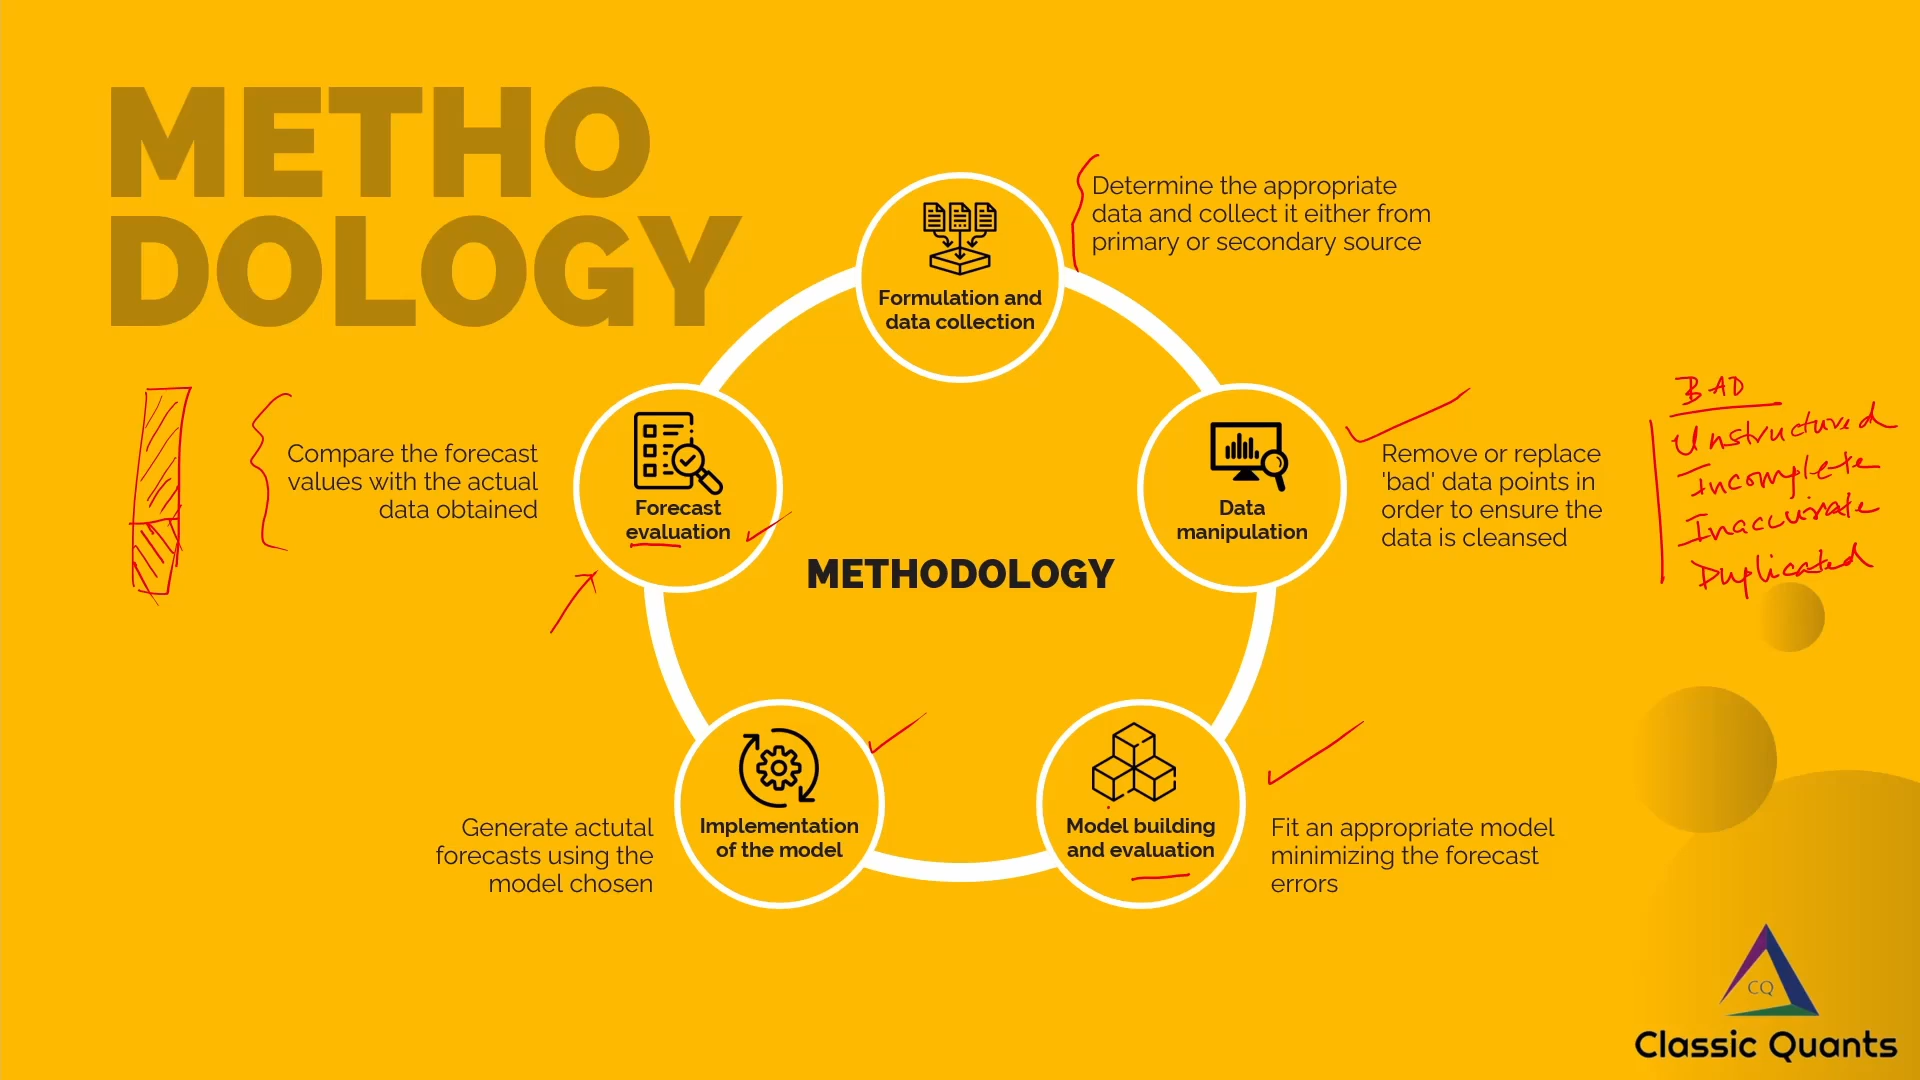 METHO
DOLOGY
Determine the appropriate
data and collect it either from
primary or secondary source
Formulation and
data collection
BAD
Unstructured
Incomplete
Inaccurate
Duplicated
Remove or replace
'bad' data points in
order to ensure the
data is cleansed
Data
manipulation
Compare the forecast
values with the actual
data obtained
Forecast
evaluation
METHODOLOGY
Fit an appropriate model
minimizing the forecast
errors
Model building
and evaluation
Generate actutal
forecasts using the
model chosen
Implementation
of the model
CQ
Classic Quants